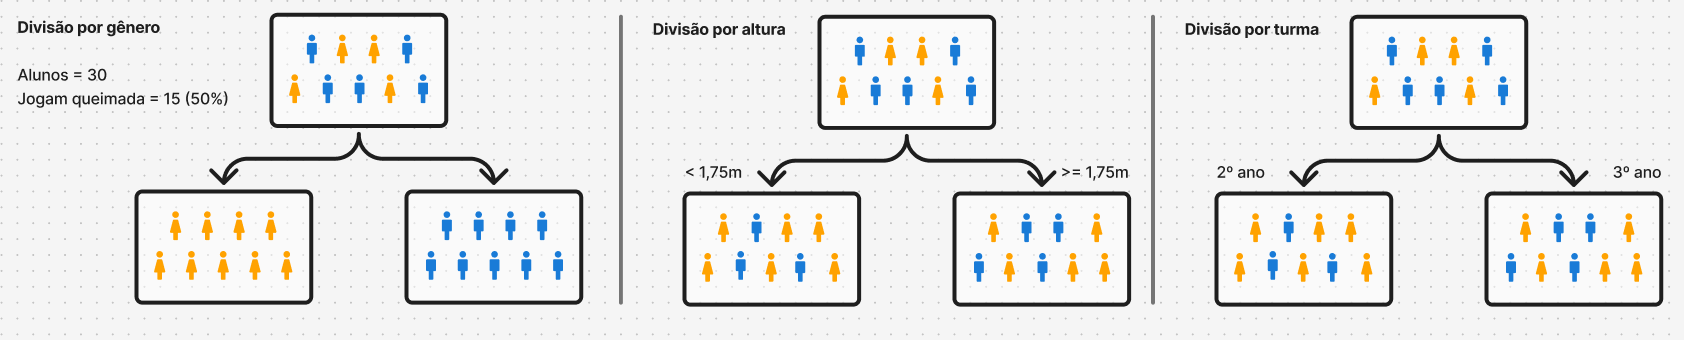 Divisão por gênero
Alunos = 30
Jogam queimada = 15 (50%)
Divisão por altura
< 1,75m
>= 1,75m
Divisão por turma
2º ano
3º ano